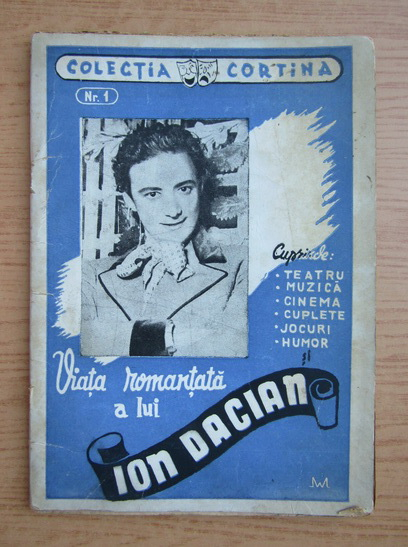 COLECȚIA CORTINA
Nr. 1
Cuprinde:
• TEATRU
• MUZICĂ
• CINEMA
• CUPLETE
• JOCURI
• HUMOR
și
Viața romanțată
a lui
ION DACIAN